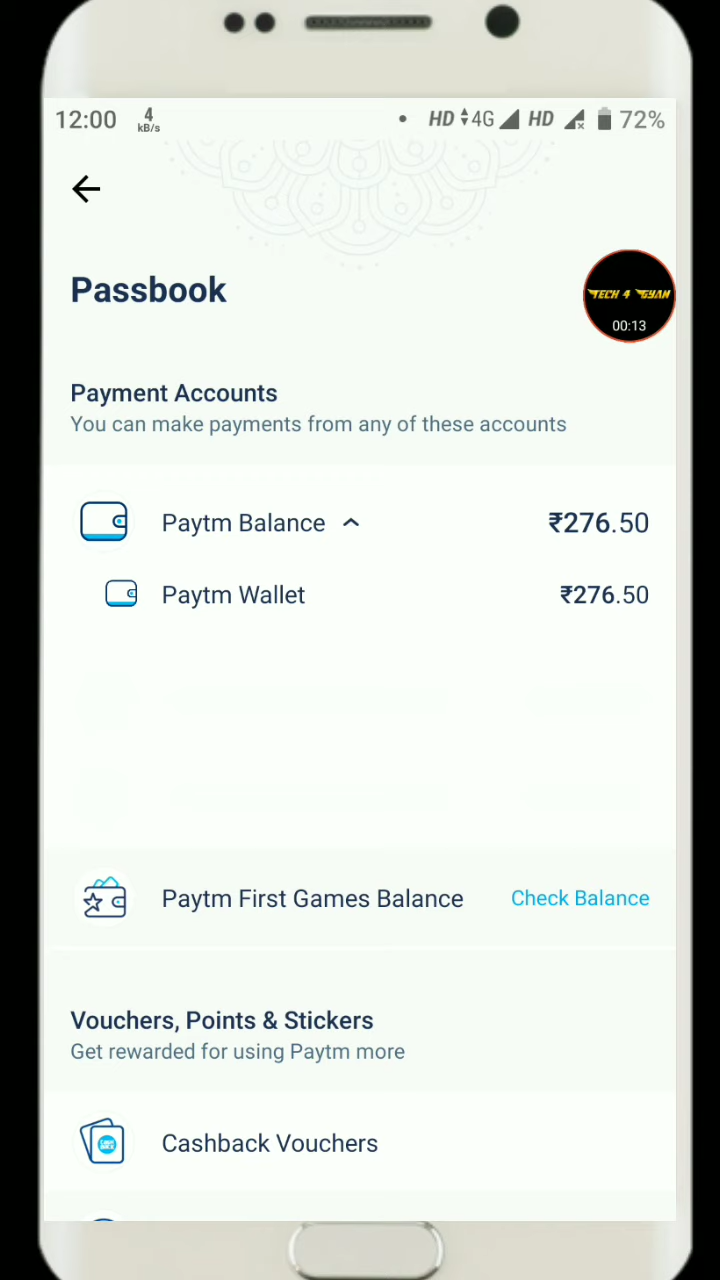 12:00 4 kB/s HD 4G HD 72%
Passbook
TECH 4 GYAN
00:13
Payment Accounts
You can make payments from any of these accounts
Paytm Balance ₹276.50
Paytm Wallet ₹276.50
Paytm First Games Balance Check Balance
Vouchers, Points & Stickers
Get rewarded for using Paytm more
Cashback Vouchers